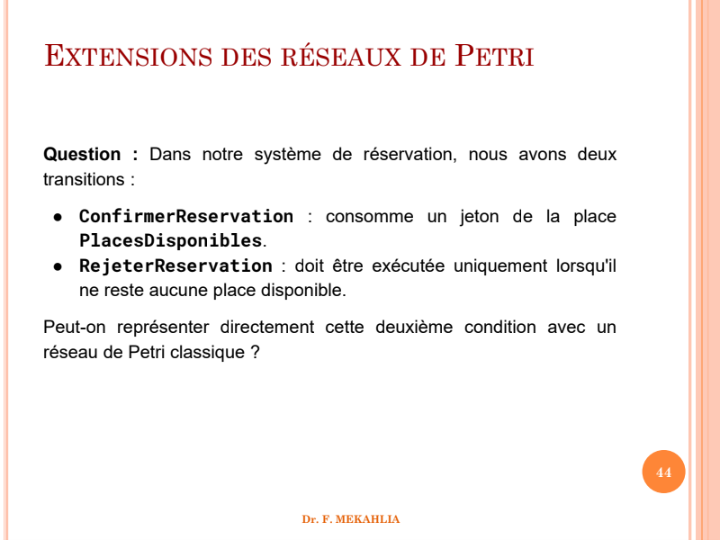 Extensions des réseaux de Petri
Question : Dans notre système de réservation, nous avons deux
transitions :
● ConfirmerReservation : consomme un jeton de la place
PlacesDisponibles.
● RejeterReservation : doit être exécutée uniquement lorsqu'il
ne reste aucune place disponible.
Peut-on représenter directement cette deuxième condition avec un
réseau de Petri classique ?
44
Dr. F. MEKAHLIA